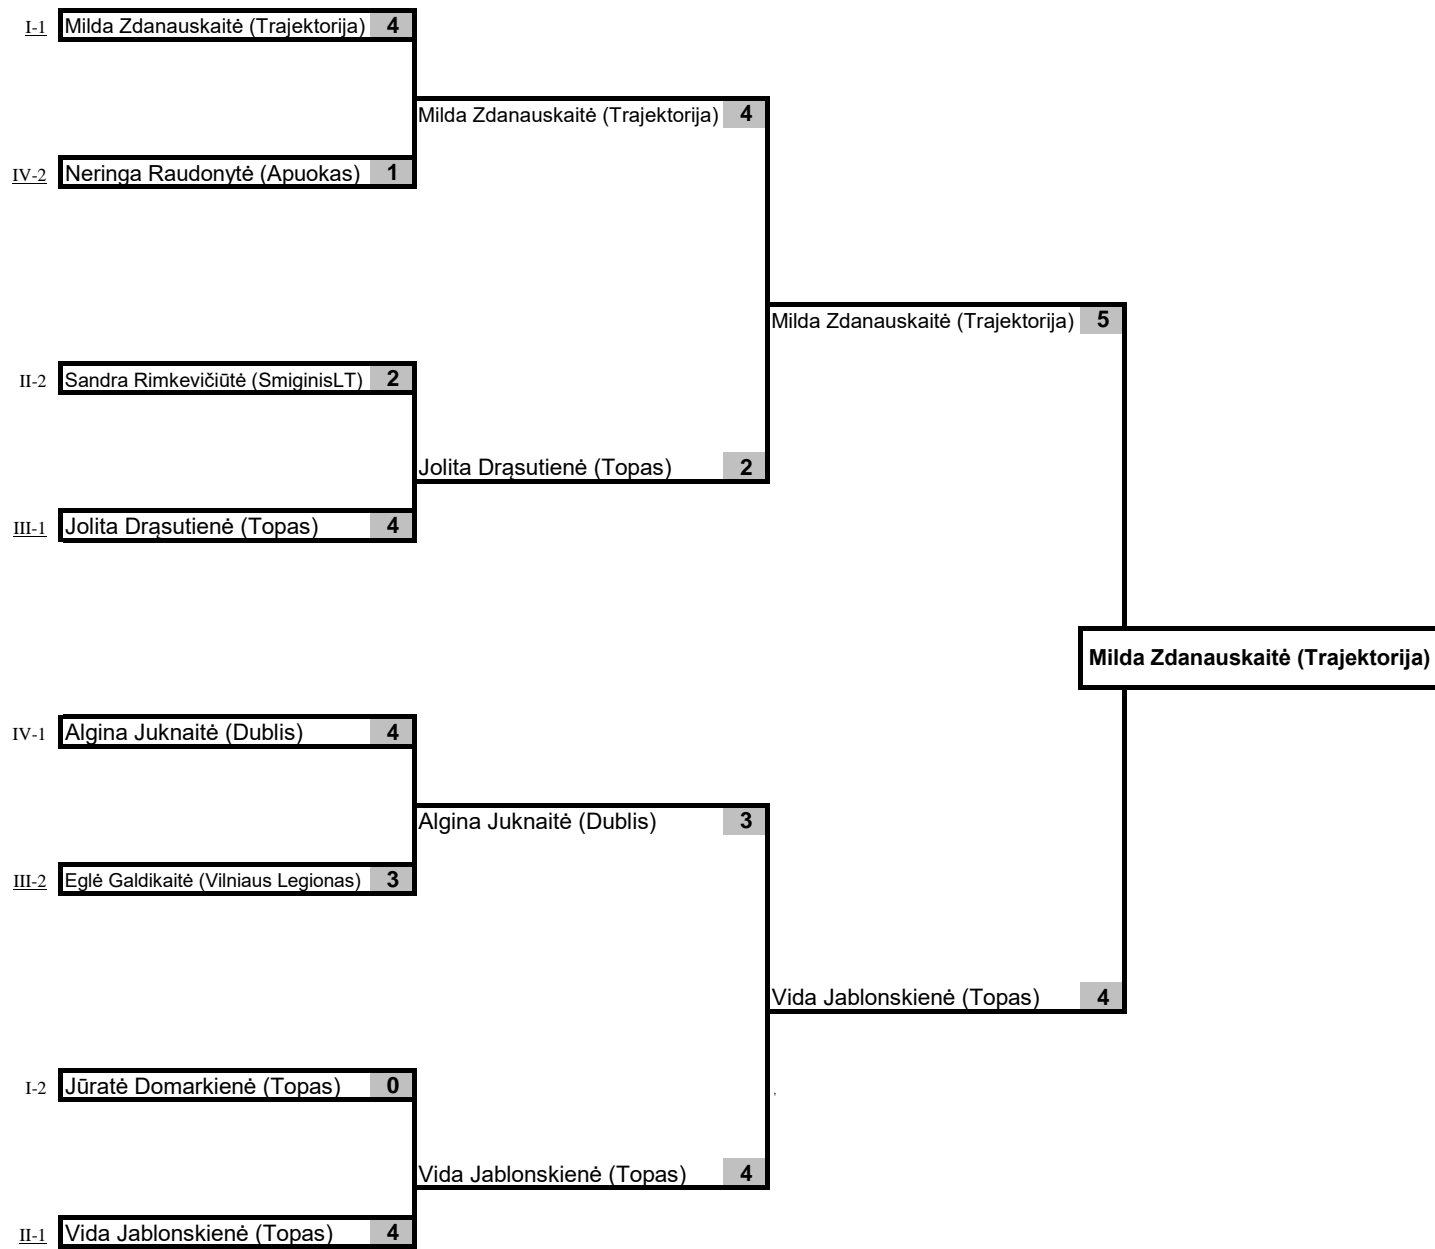 I-1 Milda Zdanauskaitė (Trajektorija) 4
Milda Zdanauskaitė (Trajektorija) 4
IV-2 Neringa Raudonytė (Apuokas) 1
Milda Zdanauskaitė (Trajektorija) 5
II-2 Sandra Rimkevičiūtė (SmiginisLT) 2
Jolita Drąsutienė (Topas) 2
III-1 Jolita Drąsutienė (Topas) 4
Milda Zdanauskaitė (Trajektorija)
IV-1 Algina Juknaitė (Dublis) 4
Algina Juknaitė (Dublis) 3
III-2 Eglė Galdikaitė (Vilniaus Legionas) 3
Vida Jablonskienė (Topas) 4
I-2 Jūratė Domarkienė (Topas) 0
,
Vida Jablonskienė (Topas) 4
II-1 Vida Jablonskienė (Topas) 4